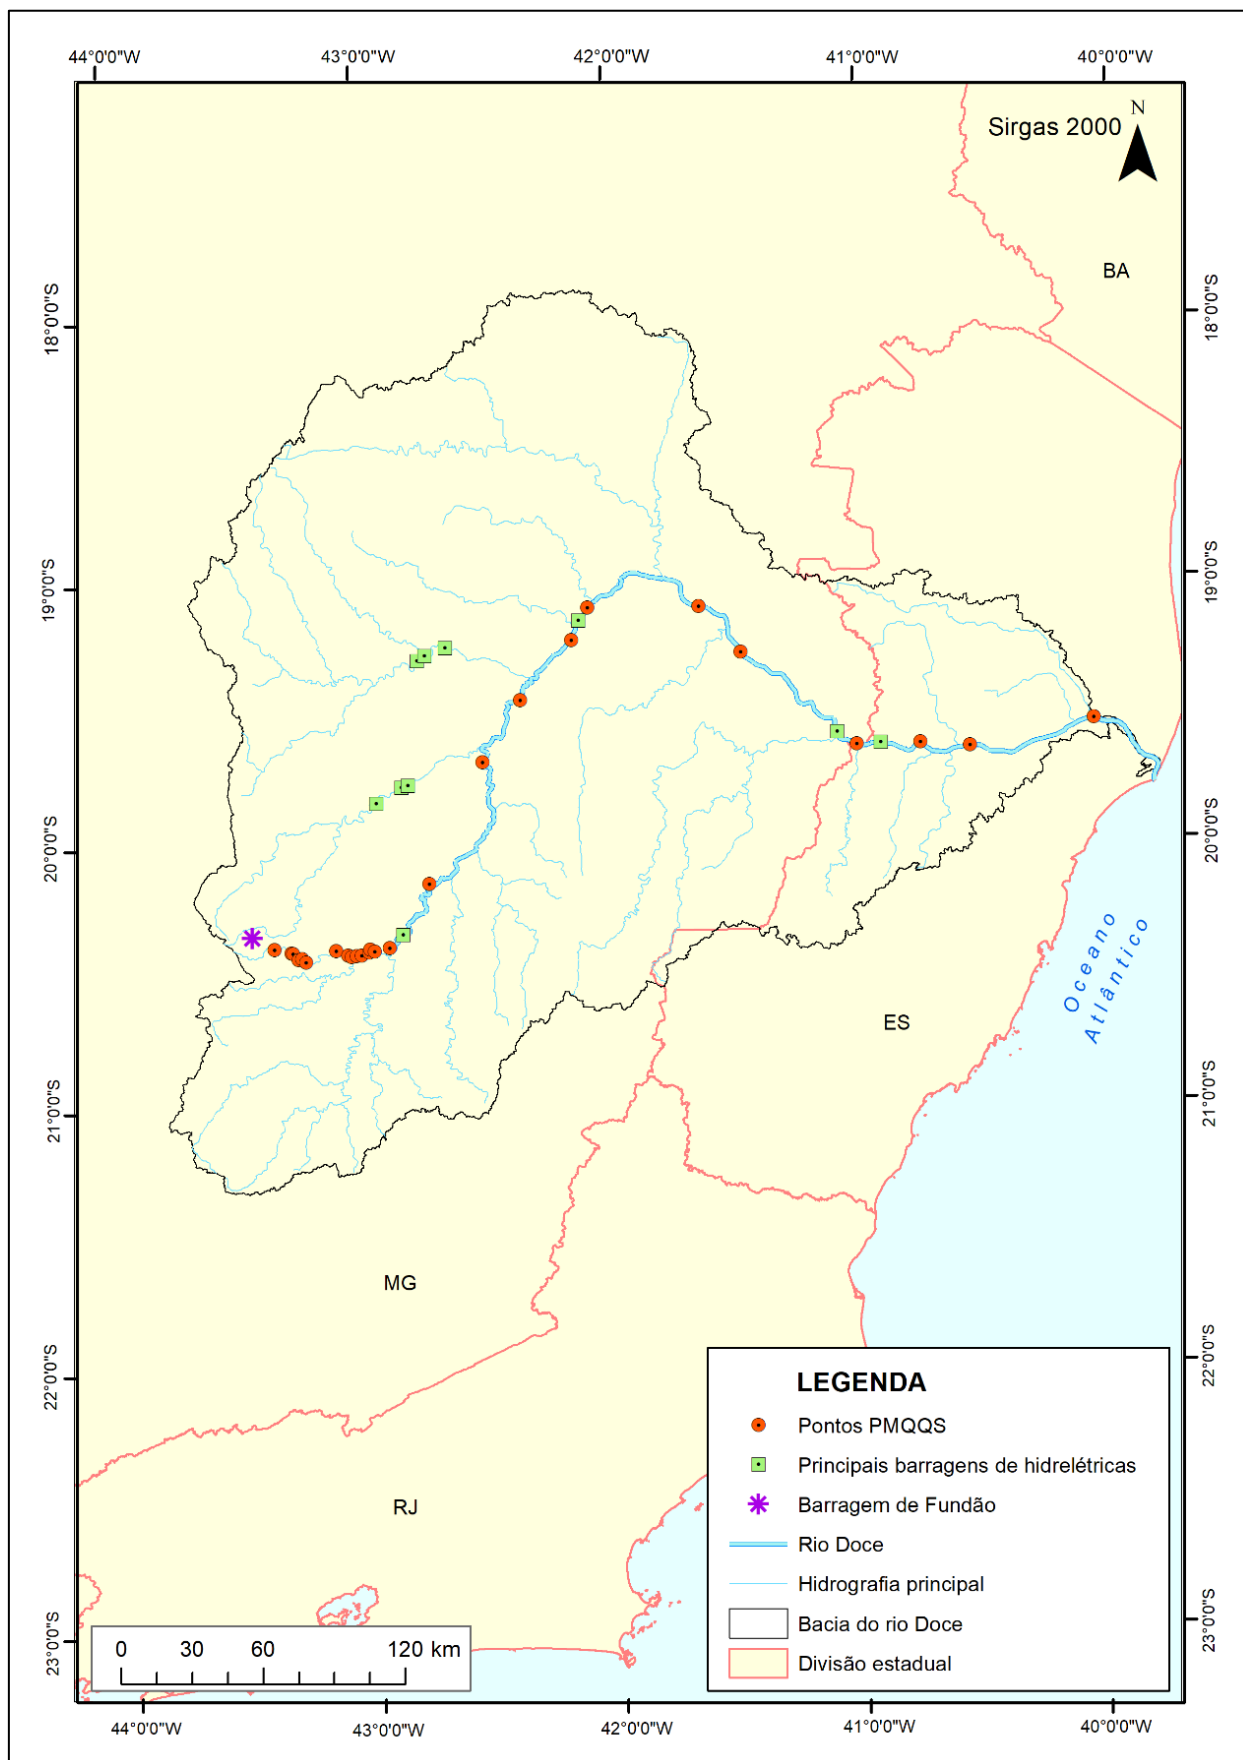 44°0'0"W
43°0'0"W
42°0'0"W
41°0'0"W
40°0'0"W
Sirgas 2000
N
BA
18°0'0"S
18°0'0"S
19°0'0"S
19°0'0"S
20°0'0"S
20°0'0"S
Oceano
Atlântico
ES
21°0'0"S
21°0'0"S
MG
22°0'0"S
22°0'0"S
LEGENDA
Pontos PMQQS
Principais barragens de hidrelétricas
Barragem de Fundão
Rio Doce
Hidrografia principal
Bacia do rio Doce
Divisão estadual
RJ
23°0'0"S
23°0'0"S
0 30 60 120 km
44°0'0"W
43°0'0"W
42°0'0"W
41°0'0"W
40°0'0"W